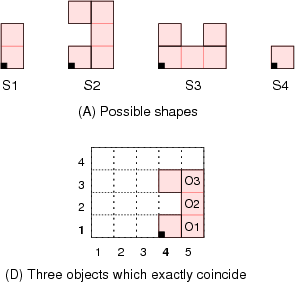 S1 S2 S3 S4
(A) Possible shapes
4
3 O3
2 O2
1 O1
1 2 3 4 5
(D) Three objects which exactly coincide